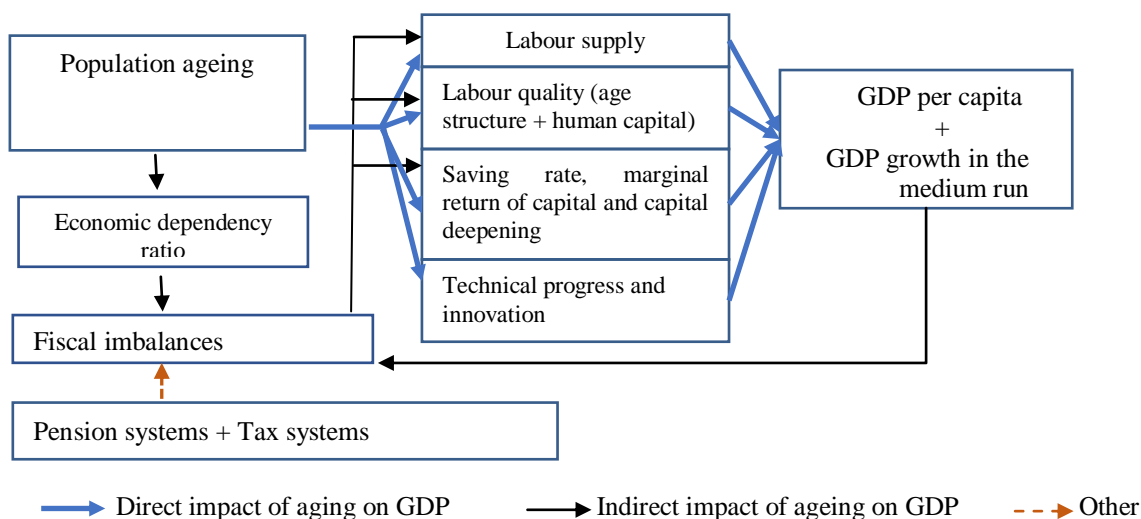 Population ageing
Economic dependency
ratio
Fiscal imbalances
Pension systems + Tax systems
Labour supply
Labour quality (age
structure + human capital)
Saving rate, marginal
return of capital and capital
deepening
Technical progress and
innovation
GDP per capita
+
GDP growth in the
medium run
Direct impact of aging on GDP
Indirect impact of ageing on GDP
Other